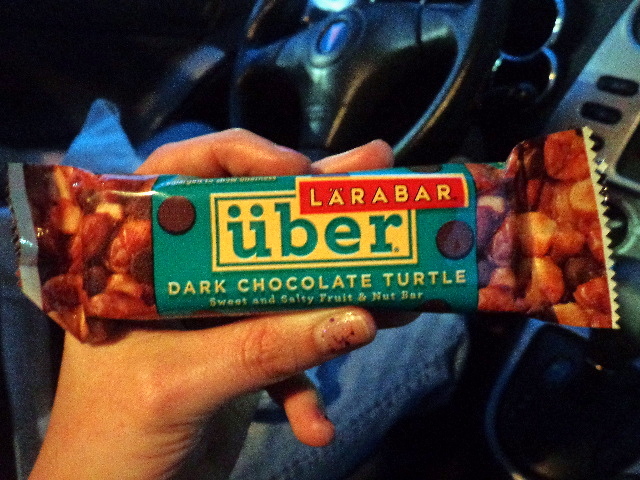 LÄRABAR
über
DARK CHOCOLATE TURTLE
Sweet and Salty Fruit & Nut Bar